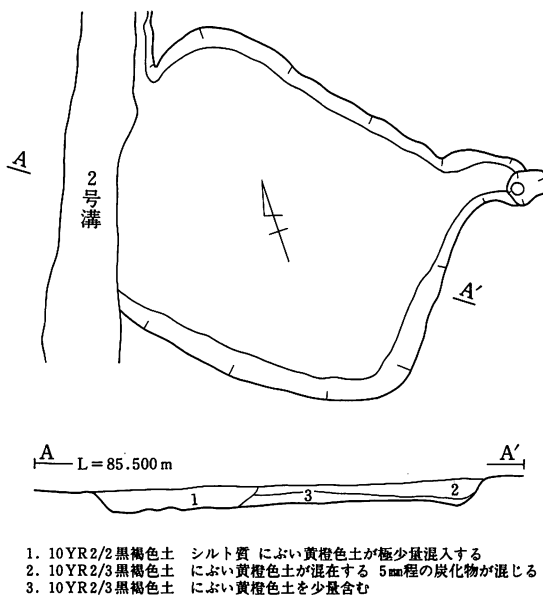 A
2号溝
A′
A
A′
L=85.500m
1
3
2
1. 10YR2/2黒褐色土 シルト質 にぶい黄橙色土が極少量混入する
2. 10YR2/3黒褐色土 にぶい黄橙色土が混在する 5㎜程の炭化物が混じる
3. 10YR2/3黒褐色土 にぶい黄橙色土を少量含む